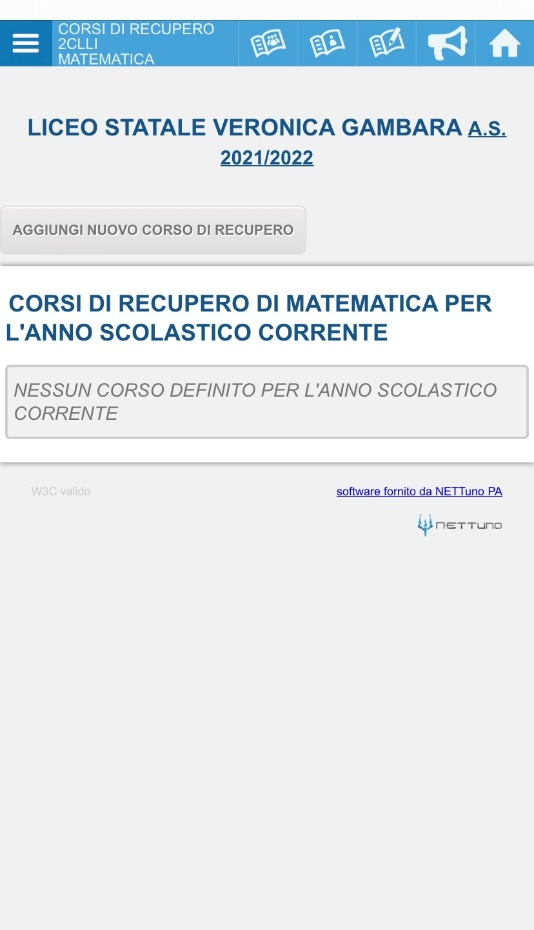 CORSI DI RECUPERO
2CLLI
MATEMATICA
LICEO STATALE VERONICA GAMBARA A.S.
2021/2022
AGGIUNGI NUOVO CORSO DI RECUPERO
CORSI DI RECUPERO DI MATEMATICA PER
L'ANNO SCOLASTICO CORRENTE
NESSUN CORSO DEFINITO PER L'ANNO SCOLASTICO
CORRENTE
W3C valido
software fornito da NETTuno PA
NETTUNO